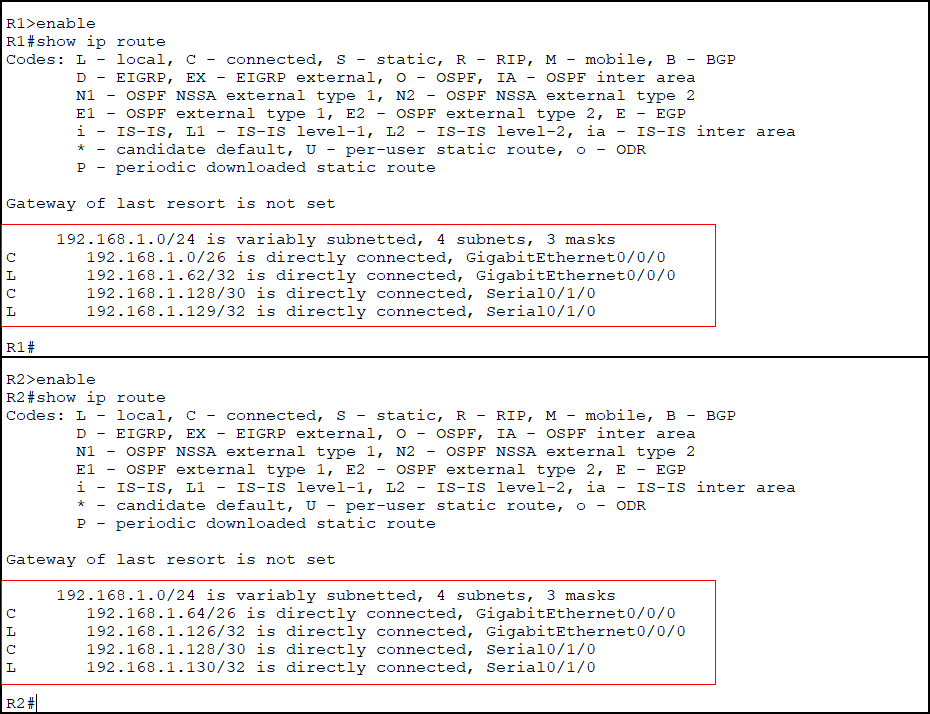 R1>enable
R1#show ip route
Codes: L - local, C - connected, S - static, R - RIP, M - mobile, B - BGP
D - EIGRP, EX - EIGRP external, O - OSPF, IA - OSPF inter area
N1 - OSPF NSSA external type 1, N2 - OSPF NSSA external type 2
E1 - OSPF external type 1, E2 - OSPF external type 2, E - EGP
i - IS-IS, L1 - IS-IS level-1, L2 - IS-IS level-2, ia - IS-IS inter area
* - candidate default, U - per-user static route, o - ODR
P - periodic downloaded static route
Gateway of last resort is not set
192.168.1.0/24 is variably subnetted, 4 subnets, 3 masks
C 192.168.1.0/26 is directly connected, GigabitEthernet0/0/0
L 192.168.1.62/32 is directly connected, GigabitEthernet0/0/0
C 192.168.1.128/30 is directly connected, Serial0/1/0
L 192.168.1.129/32 is directly connected, Serial0/1/0
R1#
R2>enable
R2#show ip route
Codes: L - local, C - connected, S - static, R - RIP, M - mobile, B - BGP
D - EIGRP, EX - EIGRP external, O - OSPF, IA - OSPF inter area
N1 - OSPF NSSA external type 1, N2 - OSPF NSSA external type 2
E1 - OSPF external type 1, E2 - OSPF external type 2, E - EGP
i - IS-IS, L1 - IS-IS level-1, L2 - IS-IS level-2, ia - IS-IS inter area
* - candidate default, U - per-user static route, o - ODR
P - periodic downloaded static route
Gateway of last resort is not set
192.168.1.0/24 is variably subnetted, 4 subnets, 3 masks
C 192.168.1.64/26 is directly connected, GigabitEthernet0/0/0
L 192.168.1.126/32 is directly connected, GigabitEthernet0/0/0
C 192.168.1.128/30 is directly connected, Serial0/1/0
L 192.168.1.130/32 is directly connected, Serial0/1/0
R2#